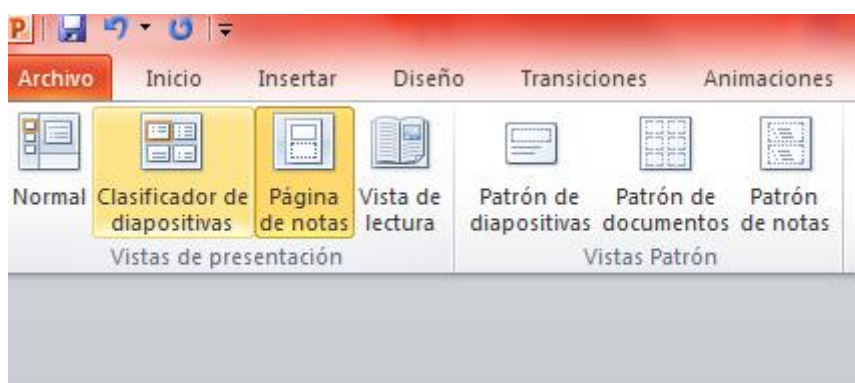 P
Archivo Inicio Insertar Diseño Transiciones Animaciones
Normal Clasificador de Página Vista de Patrón de Patrón de Patrón
diapositivas de notas lectura diapositivas documentos de notas
Vistas de presentación Vistas Patrón